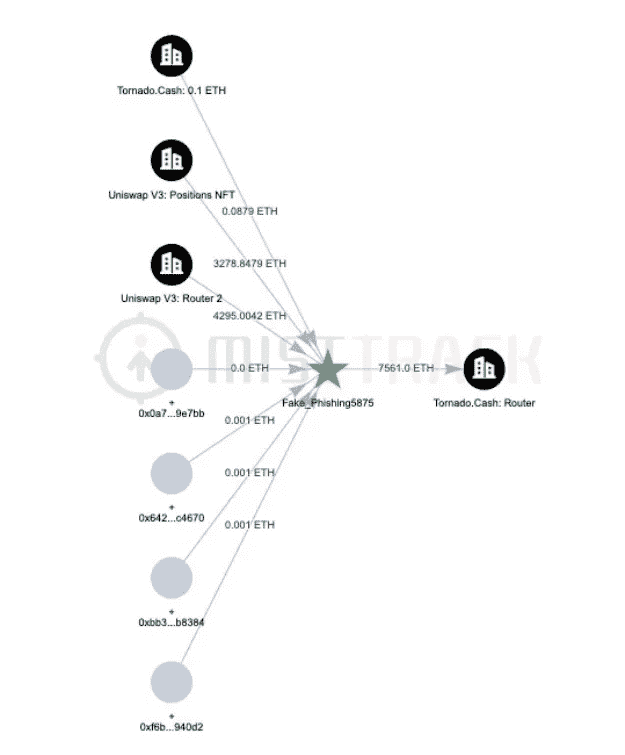 Tornado.Cash: 0.1 ETH
Uniswap V3: Positions NFT
0.0879 ETH
3278.8479 ETH
Uniswap V3: Router 2
4295.0042 ETH
MISTTRACK
0.0 ETH
7561.0 ETH
Fake_Phishing5875
Tornado.Cash: Router
+
0x0a7...9e7bb
0.001 ETH
0.001 ETH
+
0x642...c4670
0.001 ETH
+
0xbb3...b8384
+
0xf6b...940d2